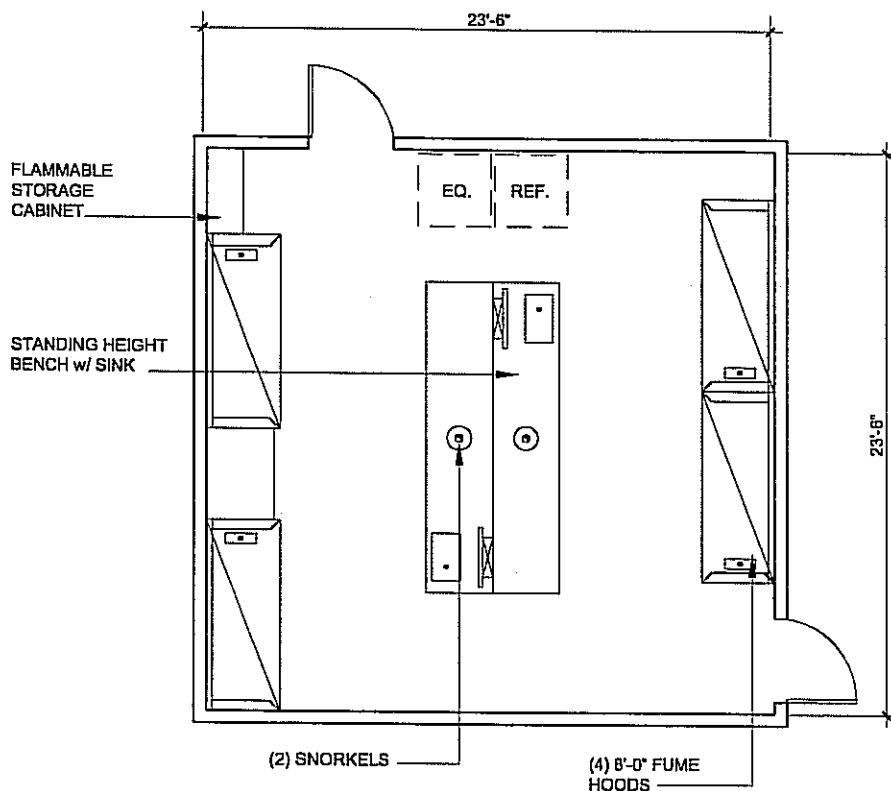 23'-6"
FLAMMABLE
STORAGE
CABINET
EQ.
REF.
STANDING HEIGHT
BENCH w/ SINK
23'-6"
(2) SNORKELS
(4) 8'-0" FUME
HOODS